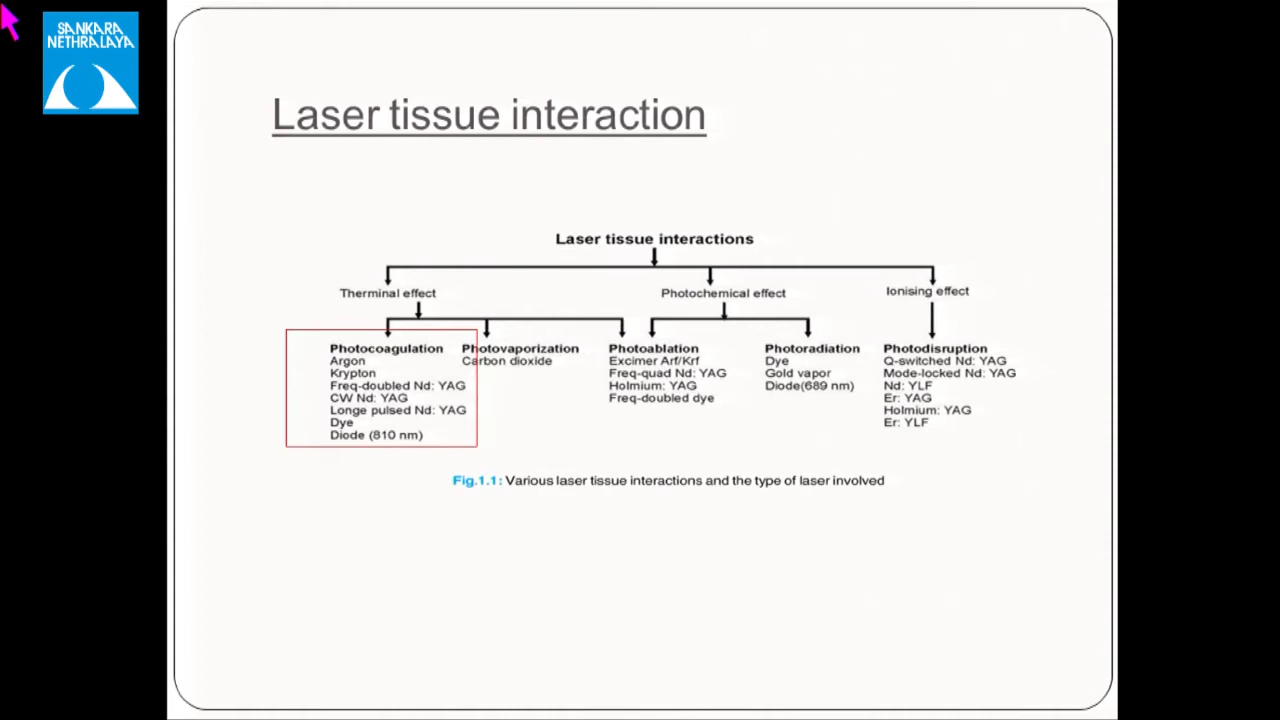 SANKARA
NETHRALAYA
Laser tissue interaction
Laser tissue interactions
Therminal effect
Photochemical effect
Ionising effect
Photocoagulation
Argon
Krypton
Freq-doubled Nd: YAG
CW Nd: YAG
Longe pulsed Nd: YAG
Dye
Diode (810 nm)
Photovaporization
Carbon dioxide
Photoablation
Excimer Arf/Krf
Freq-quad Nd: YAG
Holmium: YAG
Freq-doubled dye
Photoradiation
Dye
Gold vapor
Diode(689 nm)
Photodisruption
Q-switched Nd: YAG
Mode-locked Nd: YAG
Nd: YLF
Er: YAG
Holmium: YAG
Er: YLF
Fig.1.1: Various laser tissue interactions and the type of laser involved